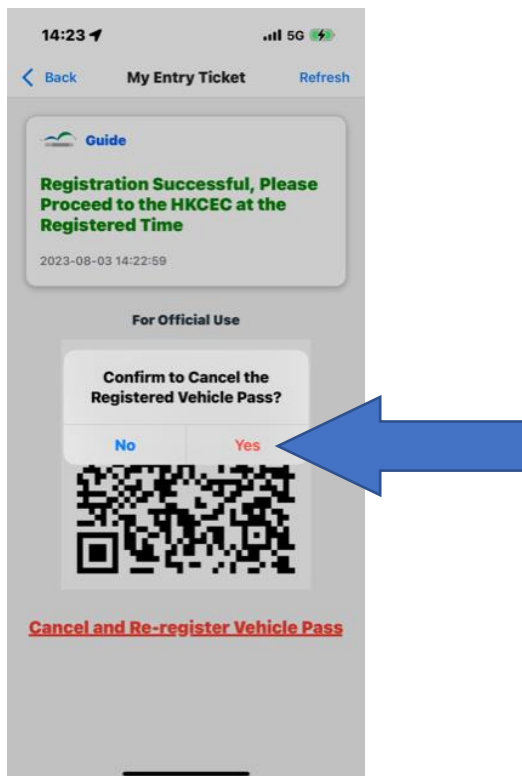 14:23
5G
Back My Entry Ticket Refresh
Guide
Registration Successful, Please
Proceed to the HKCEC at the
Registered Time
2023-08-03 14:22:59
For Official Use
Confirm to Cancel the
Registered Vehicle Pass?
No Yes
Cancel and Re-register Vehicle Pass